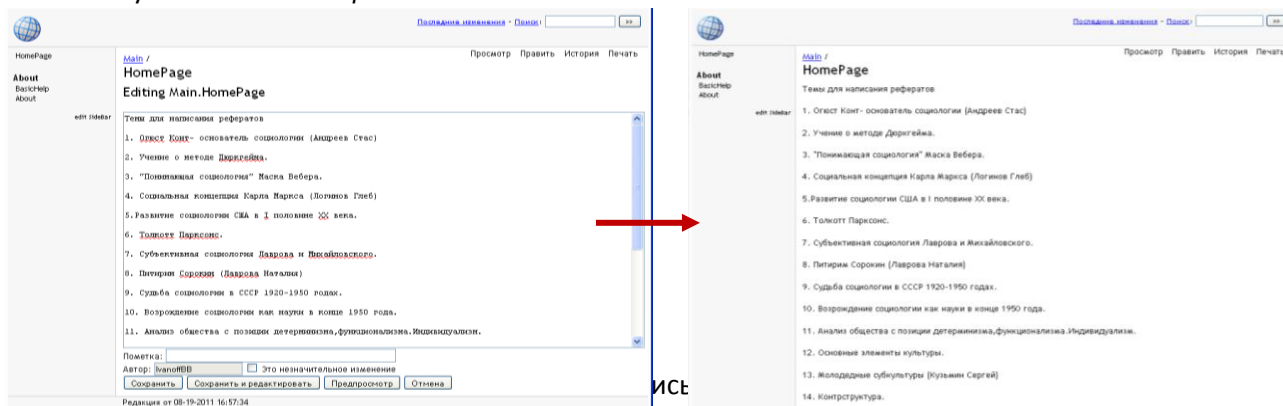 Последние изменения - Поиск: >>
HomePage
About
BasicHelp
About
edit SideBar
Просмотр Править История Печать
Main /
HomePage
Editing Main.HomePage
Темы для написания рефератов
1. Огюст Конт- основатель социологии (Андреев Стас)
2. Учение о методе Дюркгейма.
3. "Понимающая социология" Маска Вебера.
4. Социальная концепция Карла Маркса (Логинов Глеб)
5.Развитие социологии США в I половине XX века.
6. Толкотт Парксонс.
7. Субъективная социология Лаврова и Михайловского.
8. Питирим Сорокин (Лаврова Наталия)
9. Судьба социологии в СССР 1920-1950 годах.
10. Возрождение социологии как науки в конце 1950 года.
11. Анализ общества с позиции детерминизма,функционализма.Индивидуализм.
Пометка:
Автор: IvanoffBB Это незначительное изменение
Сохранить Сохранить и редактировать Предпросмотр Отмена
Редакция от 08-19-2011 16:57:34
ись
Последние изменения - Поиск: >>
HomePage
About
BasicHelp
About
edit SideBar
Просмотр Править История Печать
Main /
HomePage
Темы для написания рефератов
1. Огюст Конт- основатель социологии (Андреев Стас)
2. Учение о методе Дюркгейма.
3. "Понимающая социология" Маска Вебера.
4. Социальная концепция Карла Маркса (Логинов Глеб)
5.Развитие социологии США в I половине XX века.
6. Толкотт Парксонс.
7. Субъективная социология Лаврова и Михайловского.
8. Питирим Сорокин (Лаврова Наталия)
9. Судьба социологии в СССР 1920-1950 годах.
10. Возрождение социологии как науки в конце 1950 года.
11. Анализ общества с позиции детерминизма,функционализма.Индивидуализм.
12. Основные элементы культуры.
13. Молодадные субкультуры (Кузьмин Сергей)
14. Контрструктура.